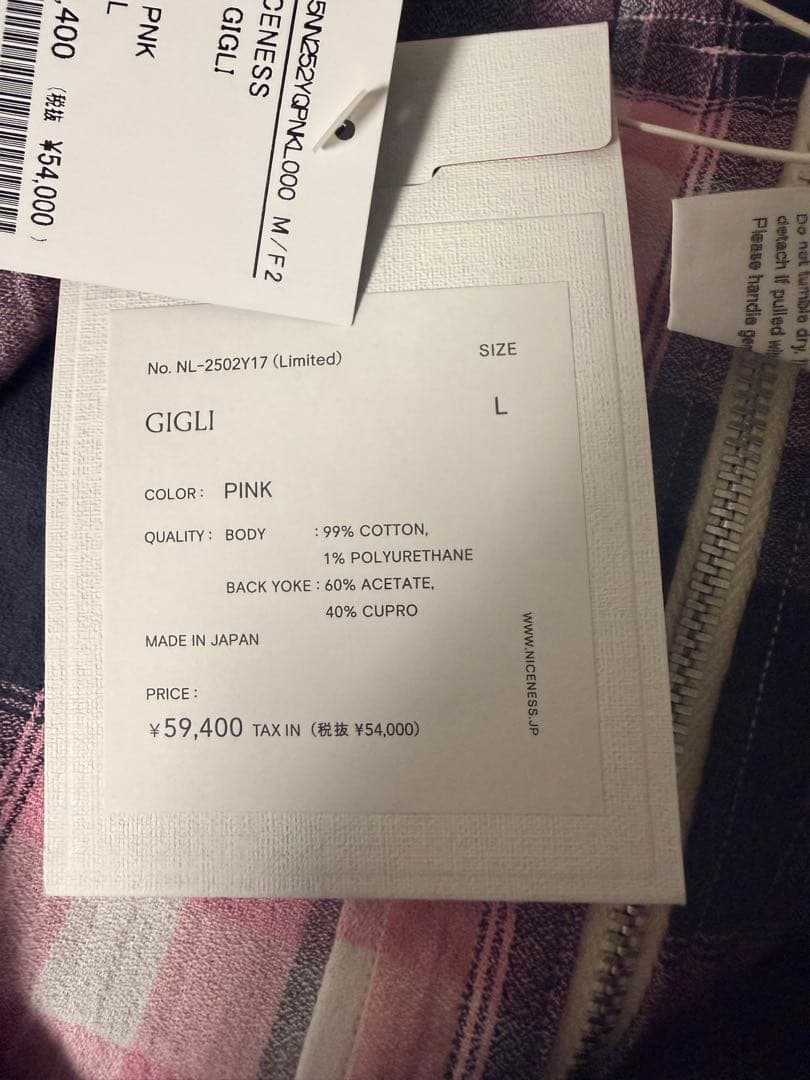 5NN252YQPNKL000 M/F2
CENESS
GIGLI
PNK
L
,400 (税抜 ¥54,000)
No. NL-2502Y17 (Limited)
SIZE
GIGLI
L
COLOR: PINK
QUALITY: BODY : 99% COTTON,
1% POLYURETHANE
BACK YOKE : 60% ACETATE,
40% CUPRO
MADE IN JAPAN
PRICE:
¥59,400 TAX IN (税抜 ¥54,000)
WWW.NICENESS.JP
Do not tumble dry.
detach if pulled
Please handle